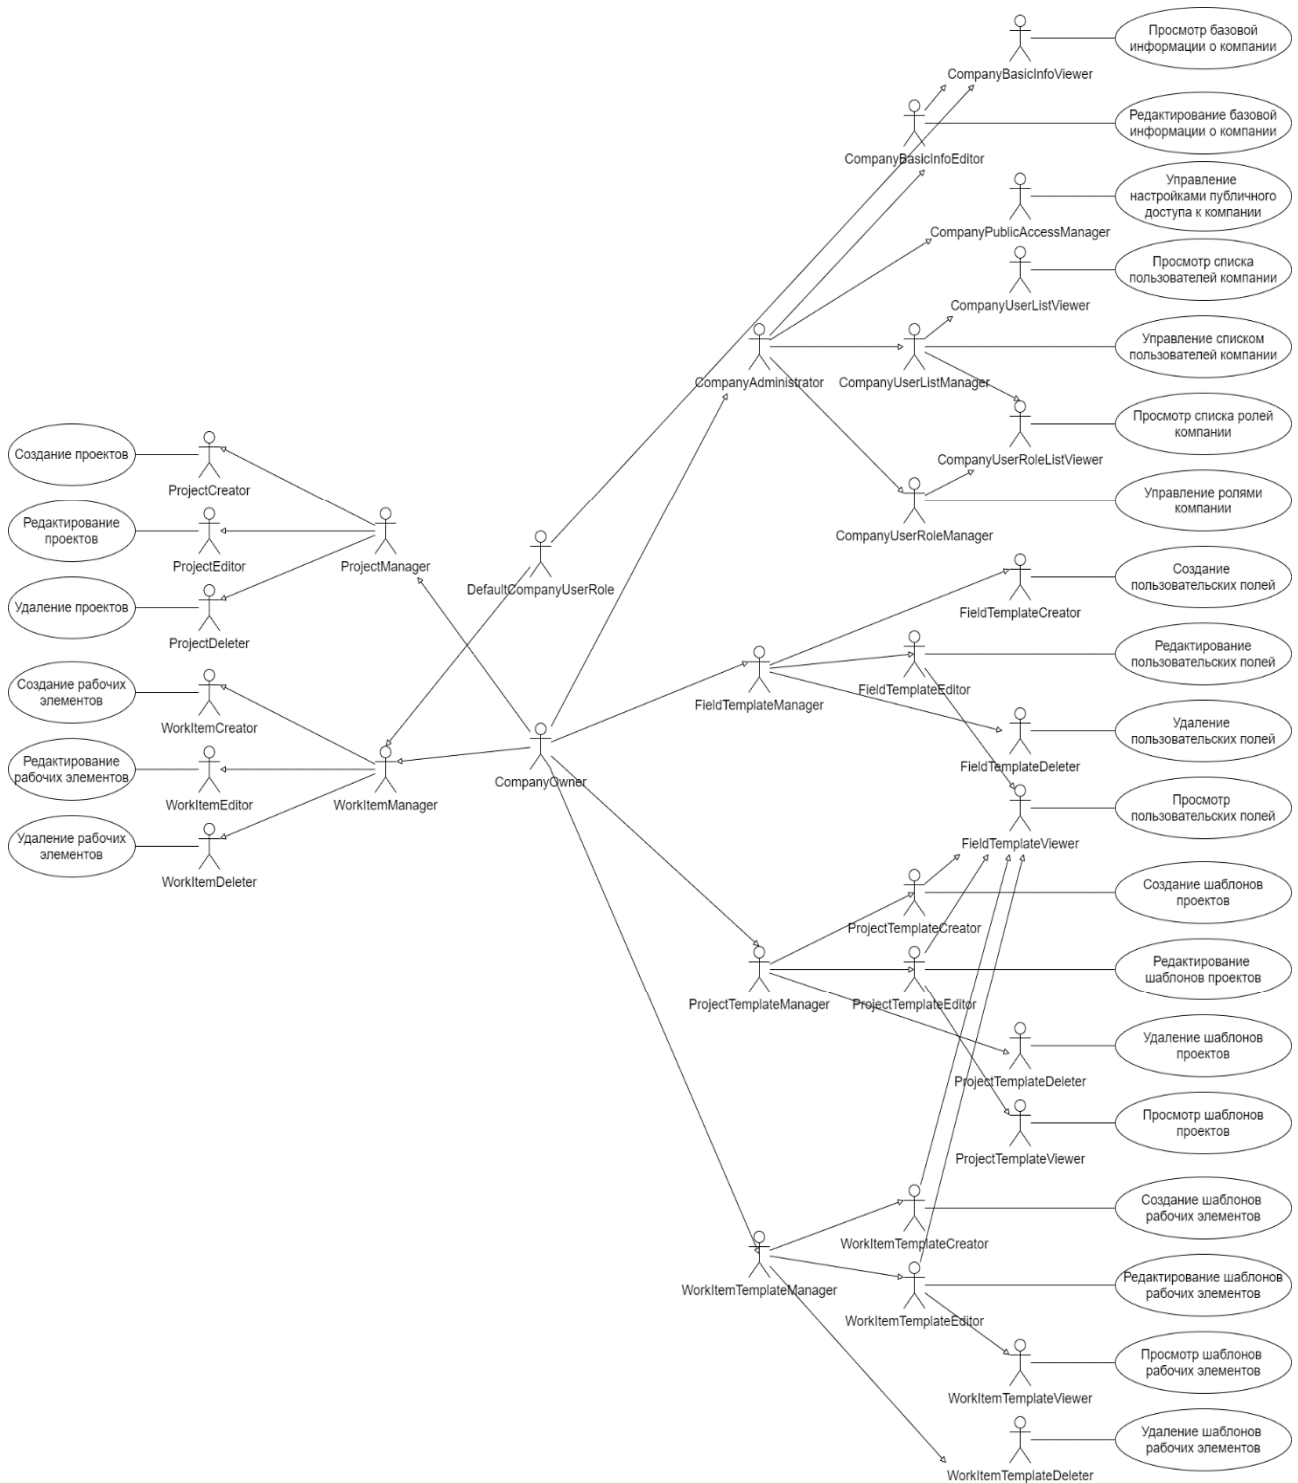 Просмотр базовой
информации о компании
CompanyBasicInfoViewer
Редактирование базовой
информации о компании
CompanyBasicInfoEditor
Управление
настройками публичного
доступа к компании
CompanyPublicAccessManager
Просмотр списка
пользователей компании
CompanyUserListViewer
Управление списком
пользователей компании
CompanyAdministrator
CompanyUserListManager
Просмотр списка ролей
компании
CompanyUserRoleListViewer
Управление ролями
компании
CompanyUserRoleManager
Создание проектов
ProjectCreator
Редактирование
проектов
ProjectEditor
ProjectManager
Удаление проектов
ProjectDeleter
DefaultCompanyUserRole
Создание
пользовательских полей
FieldTemplateCreator
Редактирование
пользовательских полей
FieldTemplateEditor
FieldTemplateManager
Удаление
пользовательских полей
FieldTemplateDeleter
Создание рабочих
элементов
WorkItemCreator
Редактирование
рабочих элементов
WorkItemEditor
WorkItemManager
CompanyOwner
Удаление рабочих
элементов
WorkItemDeleter
Просмотр
пользовательских полей
FieldTemplateViewer
Создание шаблонов
проектов
ProjectTemplateCreator
Редактирование
шаблонов проектов
ProjectTemplateManager
ProjectTemplateEditor
Удаление шаблонов
проектов
ProjectTemplateDeleter
Просмотр шаблонов
проектов
ProjectTemplateViewer
Создание шаблонов
рабочих элементов
WorkItemTemplateCreator
Редактирование шаблонов
рабочих элементов
WorkItemTemplateManager
WorkItemTemplateEditor
Просмотр шаблонов
рабочих элементов
WorkItemTemplateViewer
Удаление шаблонов
рабочих элементов
WorkItemTemplateDeleter